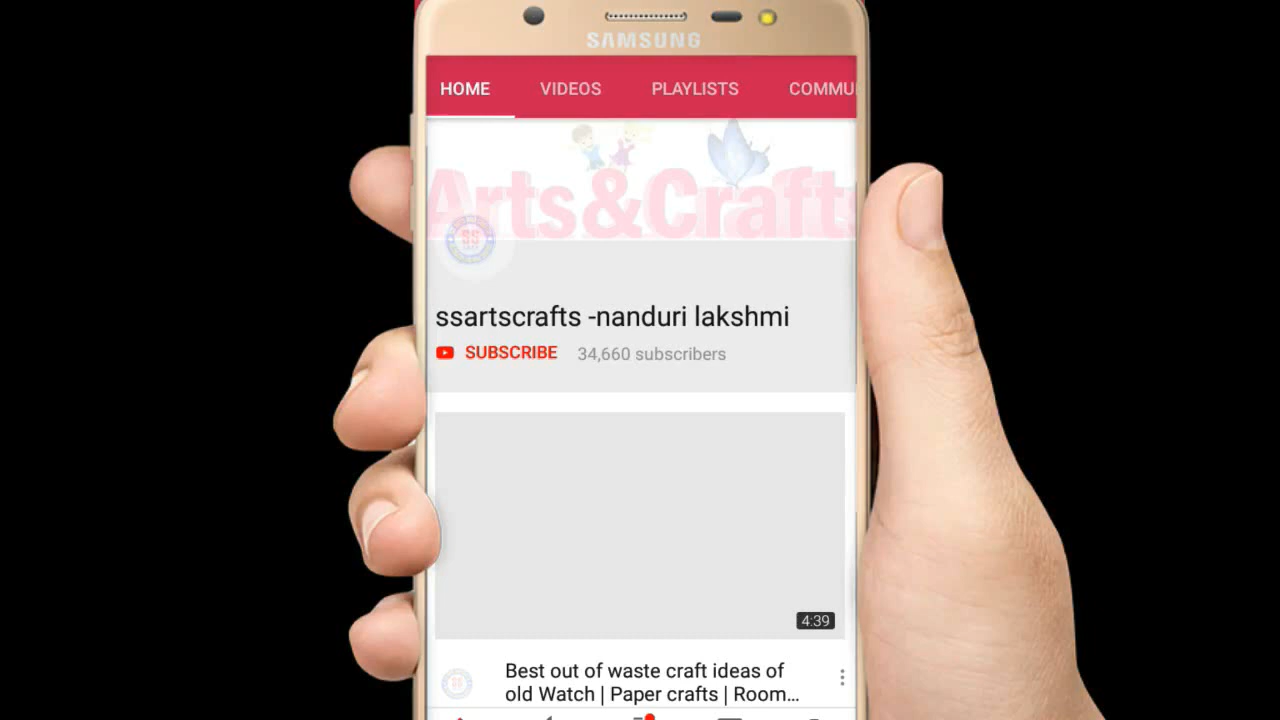 SAMSUNG
HOME VIDEOS PLAYLISTS COMMU
Arts&Crafts
SS
ssartscrafts -nanduri lakshmi
SUBSCRIBE 34,660 subscribers
4:39
Best out of waste craft ideas of
old Watch | Paper crafts | Room...